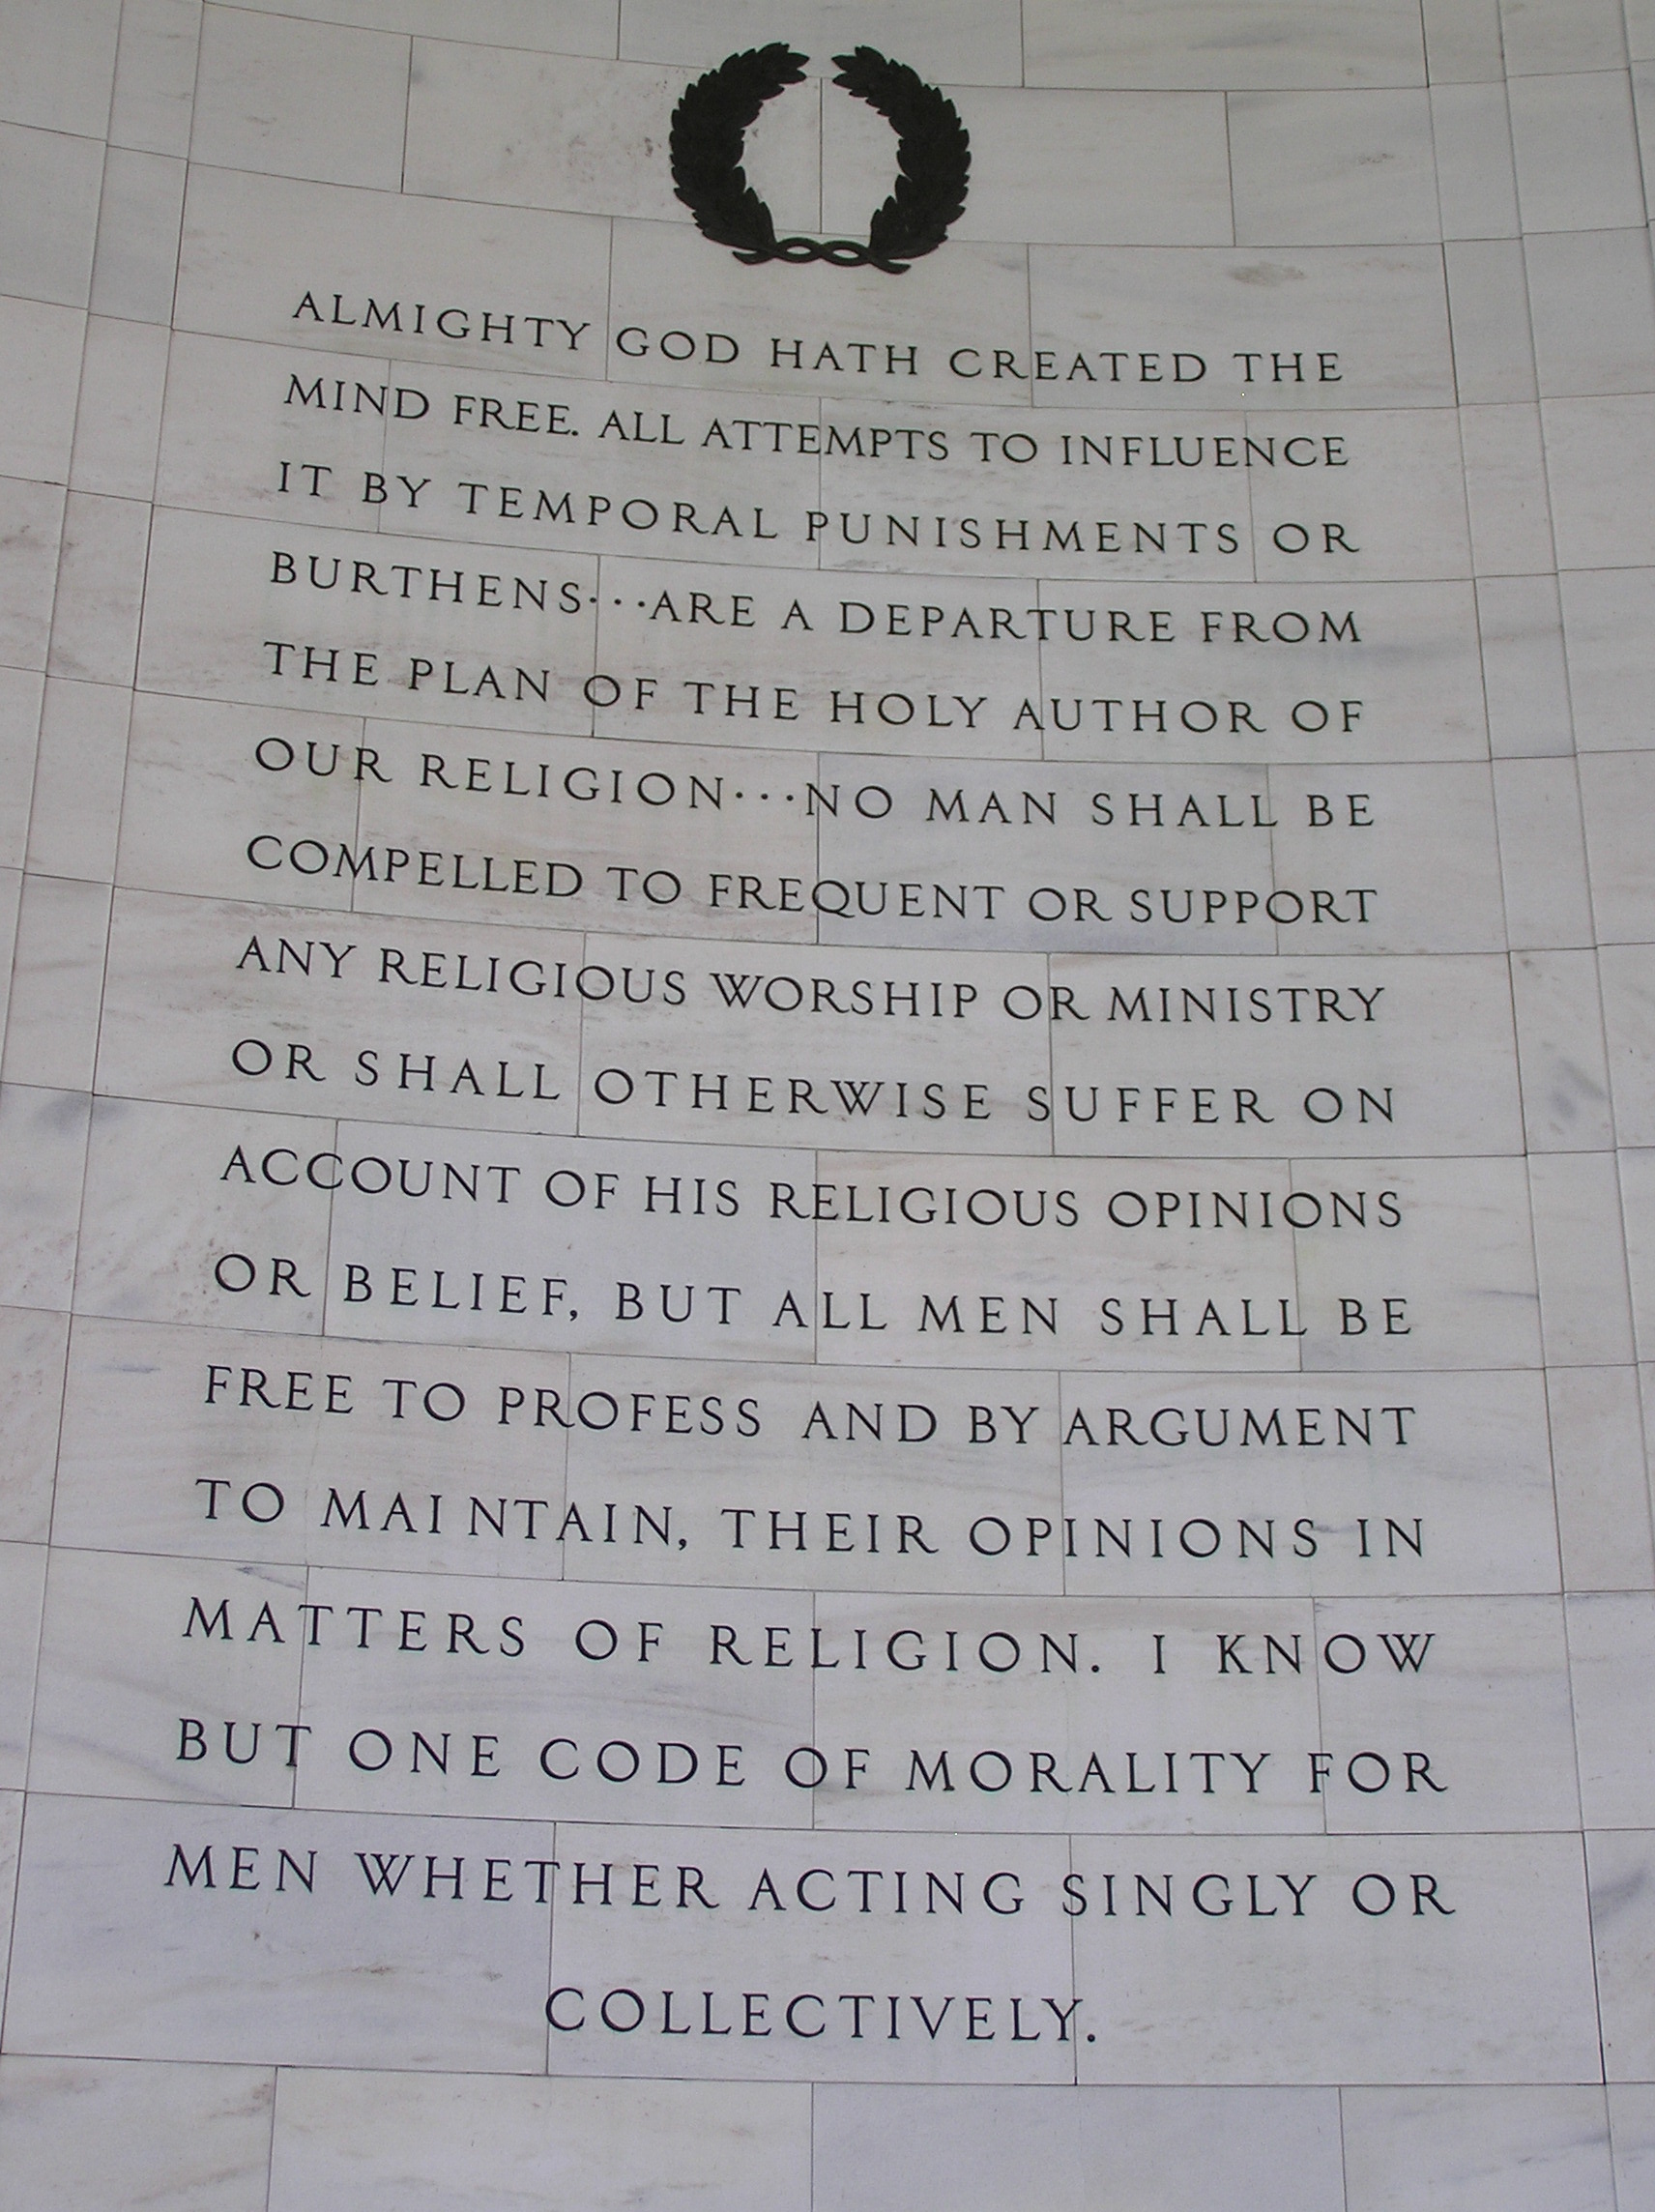 ALMIGHTY GOD HATH CREATED THE
MIND FREE. ALL ATTEMPTS TO INFLUENCE
IT BY TEMPORAL PUNISHMENTS OR
BURTHENS···ARE A DEPARTURE FROM
THE PLAN OF THE HOLY AUTHOR OF
OUR RELIGION···NO MAN SHALL BE
COMPELLED TO FREQUENT OR SUPPORT
ANY RELIGIOUS WORSHIP OR MINISTRY
OR SHALL OTHERWISE SUFFER ON
ACCOUNT OF HIS RELIGIOUS OPINIONS
OR BELIEF, BUT ALL MEN SHALL BE
FREE TO PROFESS AND BY ARGUMENT
TO MAINTAIN, THEIR OPINIONS IN
MATTERS OF RELIGION. I KNOW
BUT ONE CODE OF MORALITY FOR
MEN WHETHER ACTING SINGLY OR
COLLECTIVELY.